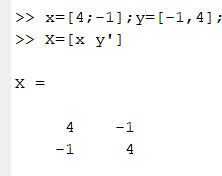 >> x=[4;-1];y=[-1,4];
>> X=[x y']
X =
4 -1
-1 4